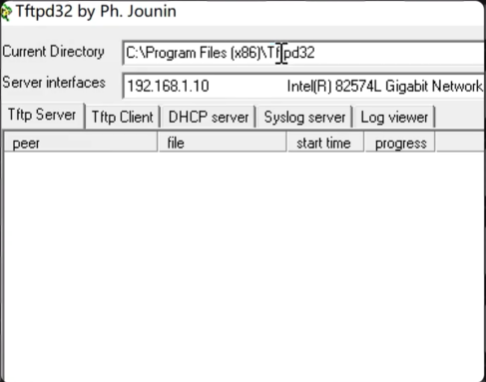 Tftpd32 by Ph. Jounin
Current Directory C:\Program Files (x86)\Tftpd32
Server interfaces 192.168.1.10 Intel(R) 82574L Gigabit Network
Tftp Server Tftp Client DHCP server Syslog server Log viewer
peer file start time progress